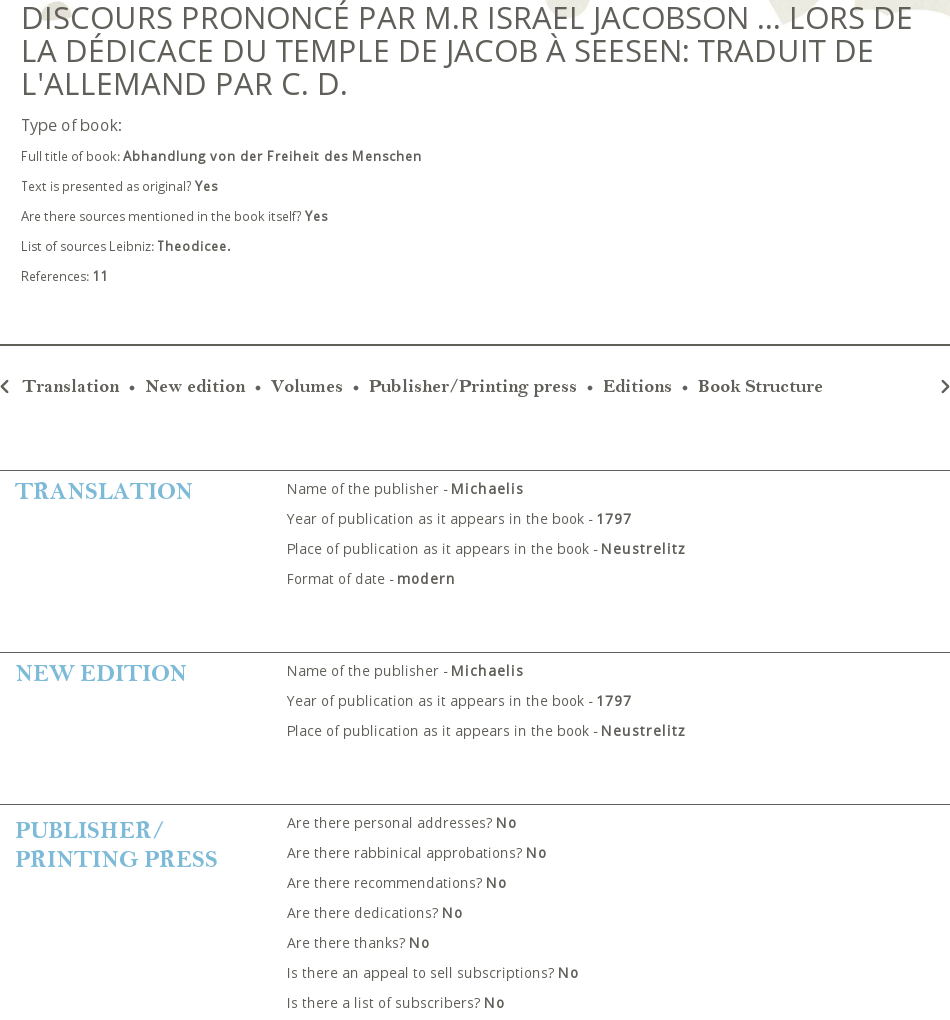 DISCOURS PRONONCÉ PAR M.R ISRAEL JACOBSON ... LORS DE
LA DÉDICACE DU TEMPLE DE JACOB À SEESEN: TRADUIT DE
L'ALLEMAND PAR C. D.
Type of book:
Full title of book: Abhandlung von der Freiheit des Menschen
Text is presented as original? Yes
Are there sources mentioned in the book itself? Yes
List of sources Leibniz: Theodicee.
References: 11
Translation • New edition • Volumes • Publisher/Printing press • Editions • Book Structure
TRANSLATION
Name of the publisher - Michaelis
Year of publication as it appears in the book - 1797
Place of publication as it appears in the book - Neustrelitz
Format of date - modern
NEW EDITION
Name of the publisher - Michaelis
Year of publication as it appears in the book - 1797
Place of publication as it appears in the book - Neustrelitz
PUBLISHER/
PRINTING PRESS
Are there personal addresses? No
Are there rabbinical approbations? No
Are there recommendations? No
Are there dedications? No
Are there thanks? No
Is there an appeal to sell subscriptions? No
Is there a list of subscribers? No